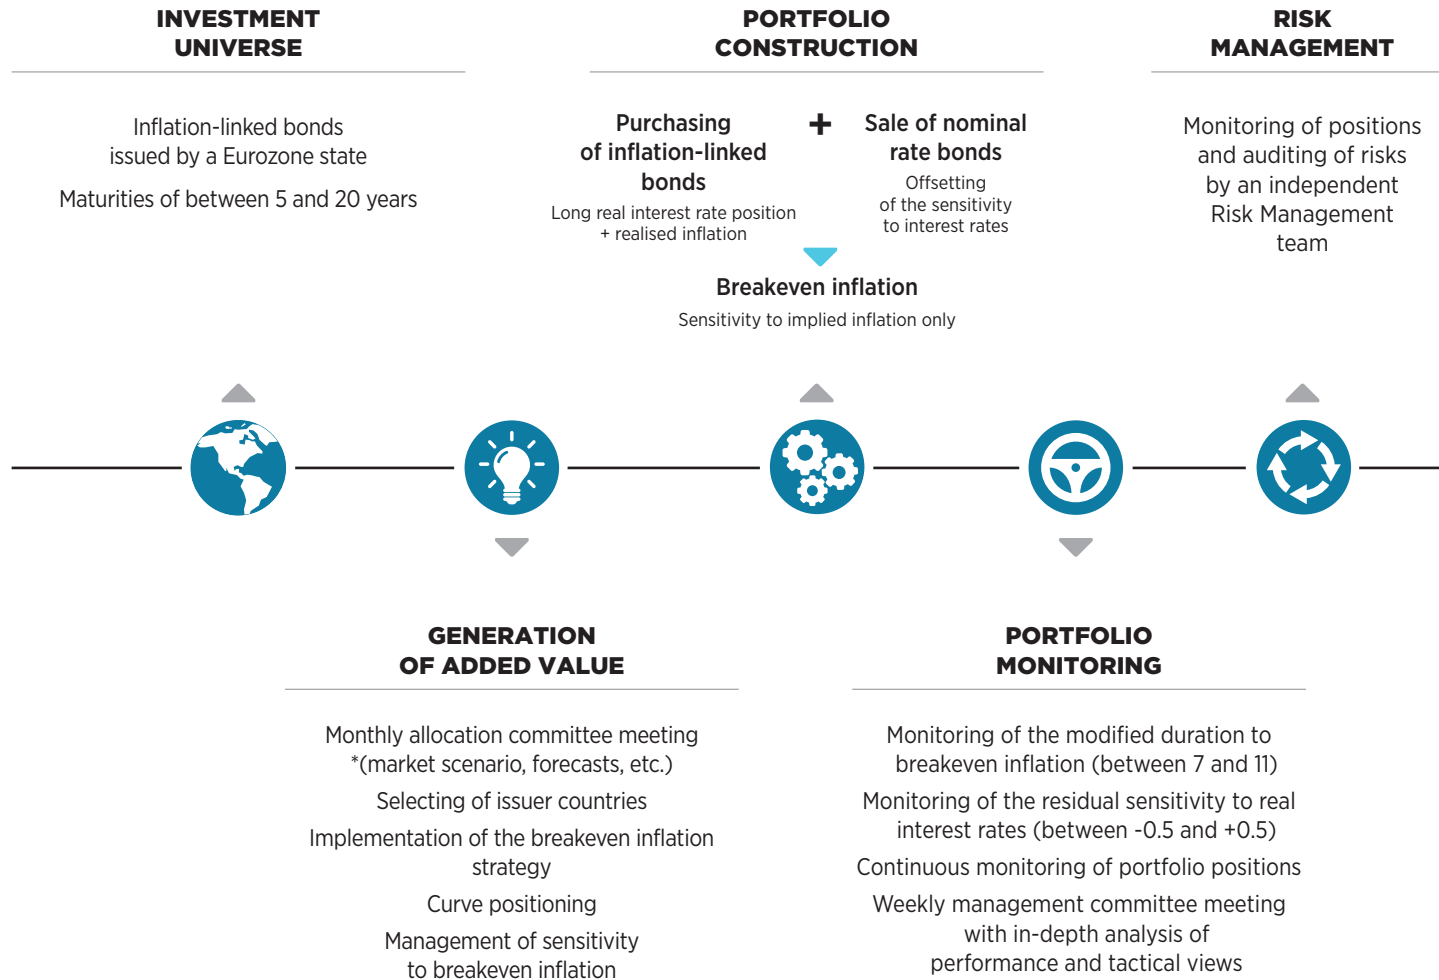 INVESTMENT
UNIVERSE
Inflation-linked bonds
issued by a Eurozone state
Maturities of between 5 and 20 years
PORTFOLIO
CONSTRUCTION
Purchasing
of inflation-linked
bonds
Long real interest rate position
+ realised inflation
+
Sale of nominal
rate bonds
Offsetting
of the sensitivity
to interest rates
Breakeven inflation
Sensitivity to implied inflation only
RISK
MANAGEMENT
Monitoring of positions
and auditing of risks
by an independent
Risk Management
team
GENERATION
OF ADDED VALUE
Monthly allocation committee meeting
*(market scenario, forecasts, etc.)
Selecting of issuer countries
Implementation of the breakeven inflation
strategy
Curve positioning
Management of sensitivity
to breakeven inflation
PORTFOLIO
MONITORING
Monitoring of the modified duration to
breakeven inflation (between 7 and 11)
Monitoring of the residual sensitivity to real
interest rates (between -0.5 and +0.5)
Continuous monitoring of portfolio positions
Weekly management committee meeting
with in-depth analysis of
performance and tactical views